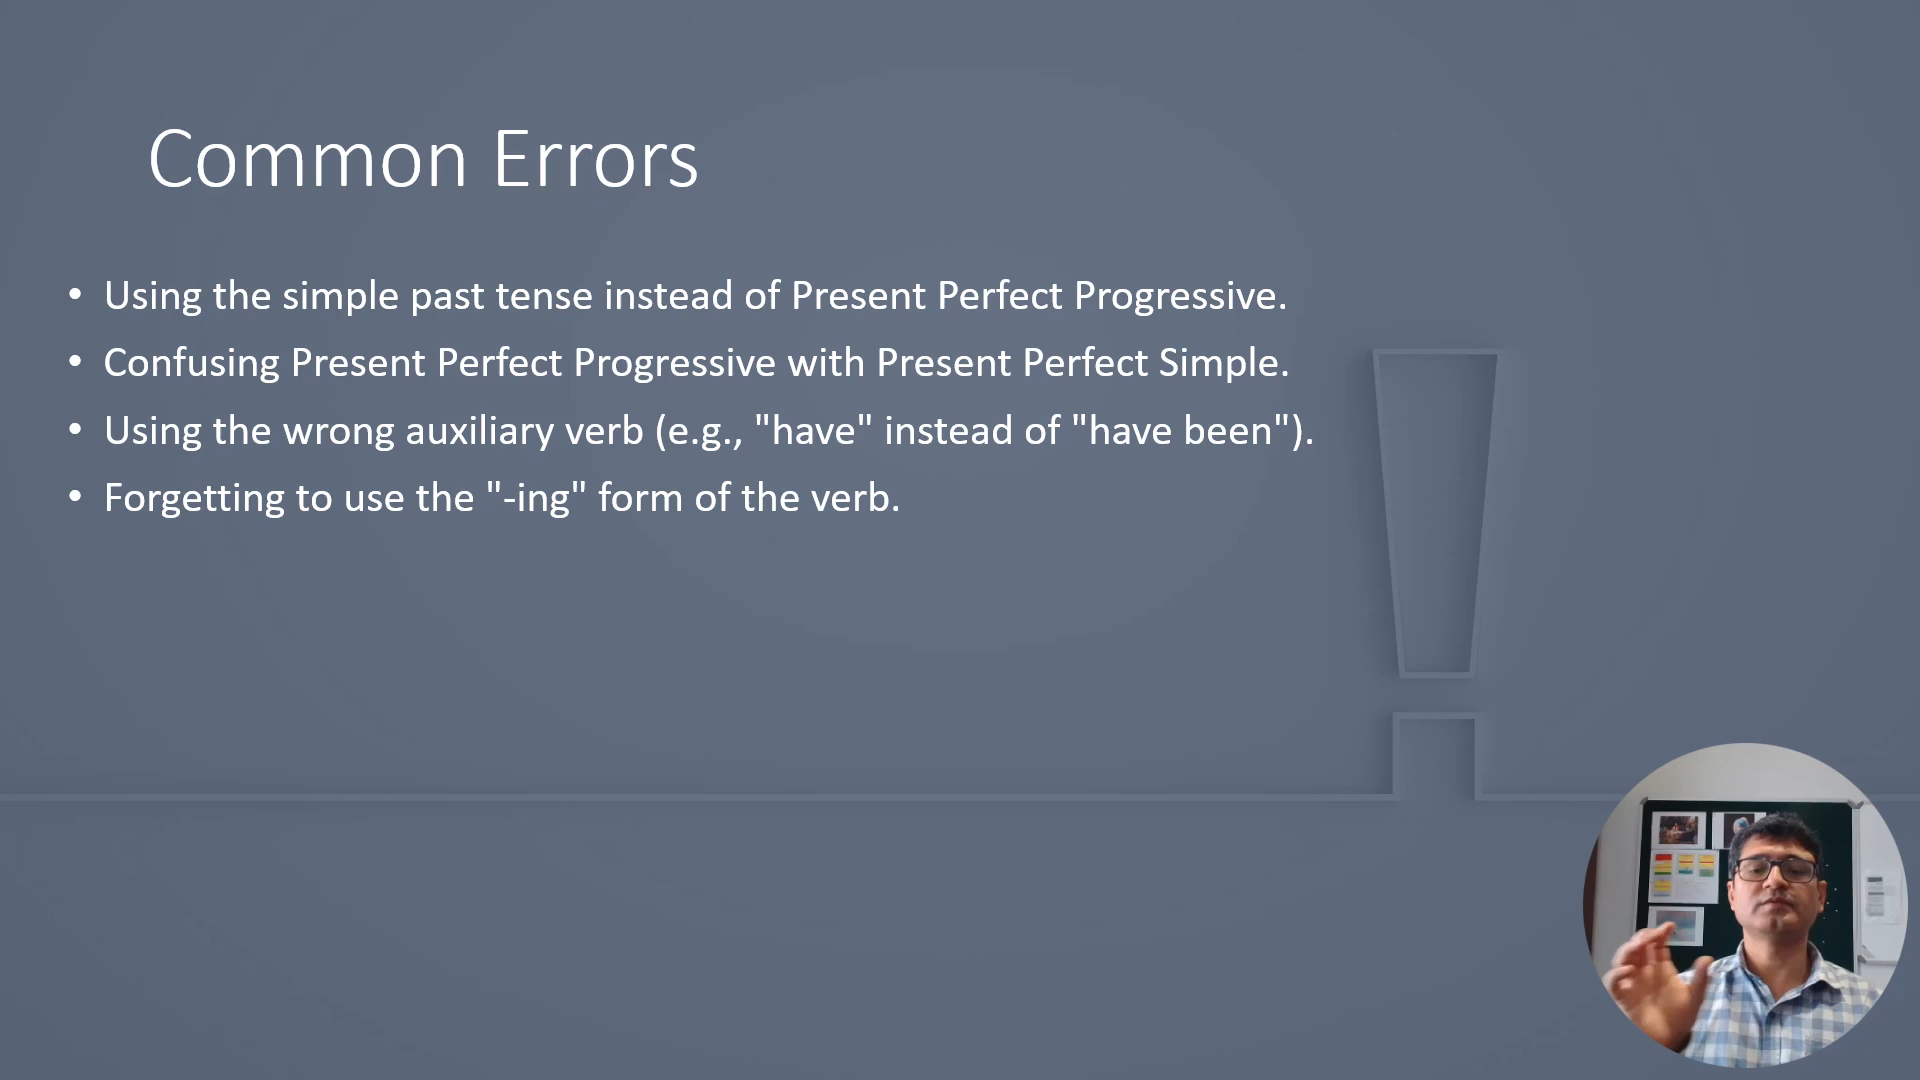 Common Errors
• Using the simple past tense instead of Present Perfect Progressive.
• Confusing Present Perfect Progressive with Present Perfect Simple.
• Using the wrong auxiliary verb (e.g., "have" instead of "have been").
• Forgetting to use the "-ing" form of the verb.